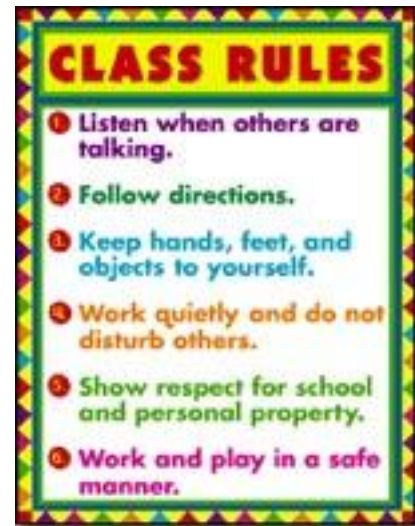 CLASS RULES
1. Listen when others are
talking.
2. Follow directions.
3. Keep hands, feet, and
objects to yourself.
4. Work quietly and do not
disturb others.
5. Show respect for school
and personal property.
6. Work and play in a safe
manner.